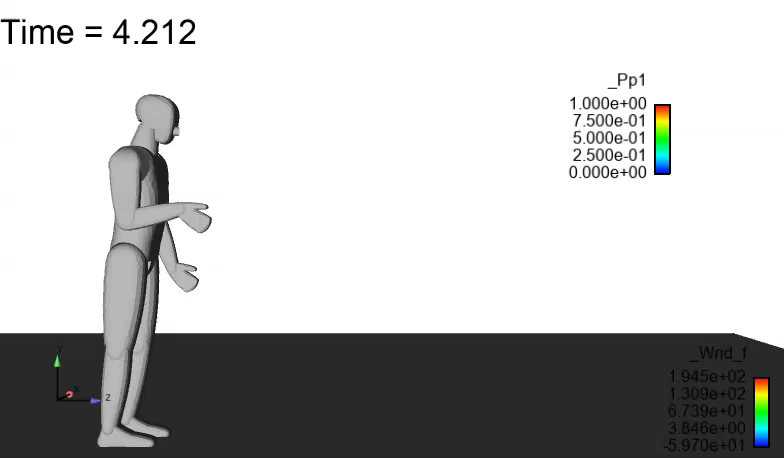 Time = 4.212
_Pp1
1.000e+00
7.500e-01
5.000e-01
2.500e-01
0.000e+00
_Wnd_f
1.945e+02
1.309e+02
6.739e+01
3.846e+00
-5.970e+01
Y
x
z